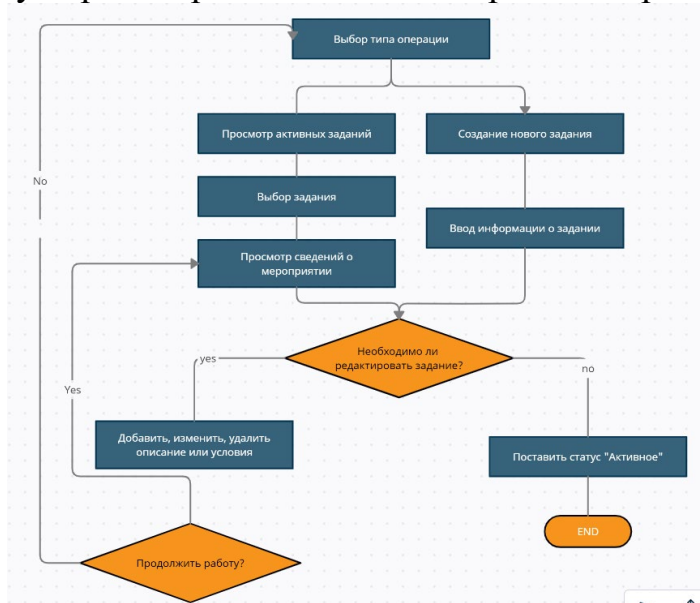 Выбор типа операции
Просмотр активных заданий
Создание нового задания
No
Выбор задания
Ввод информации о задании
Просмотр сведений о
мероприятии
Необходимо ли
редактировать задание?
yes
no
Yes
Добавить, изменить, удалить
описание или условия
Поставить статус "Активное"
END
Продолжить работу?